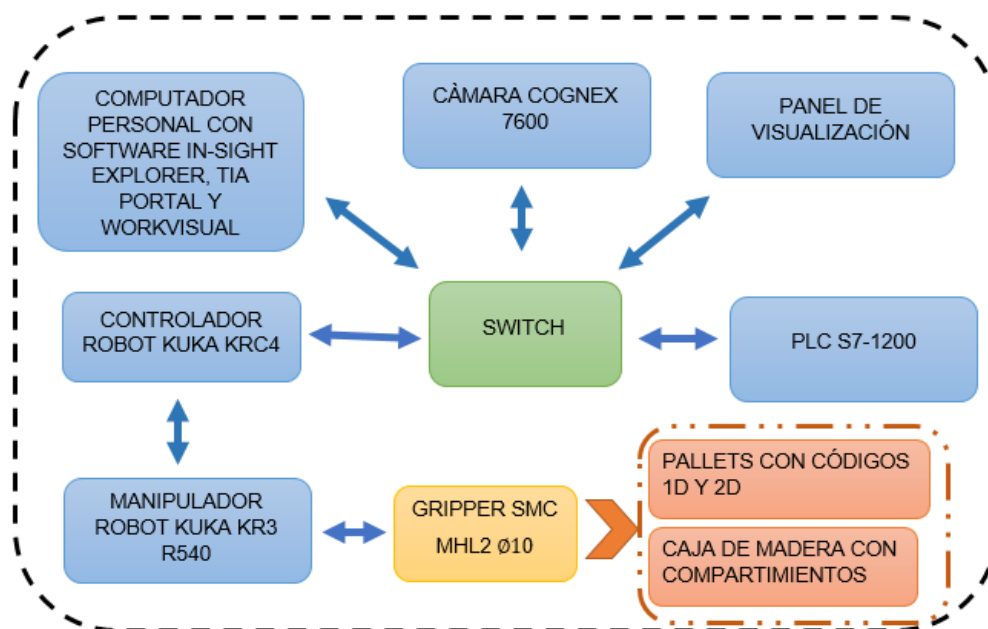 COMPUTADOR
PERSONAL CON
SOFTWARE IN-SIGHT
EXPLORER, TIA
PORTAL Y
WORKVISUAL
CÀMARA COGNEX
7600
PANEL DE
VISUALIZACIÓN
CONTROLADOR
ROBOT KUKA KRC4
SWITCH
PLC S7-1200
MANIPULADOR
ROBOT KUKA KR3
R540
GRIPPER SMC
MHL2 Ø10
PALLETS CON CÓDIGOS
1D Y 2D
CAJA DE MADERA CON
COMPARTIMIENTOS